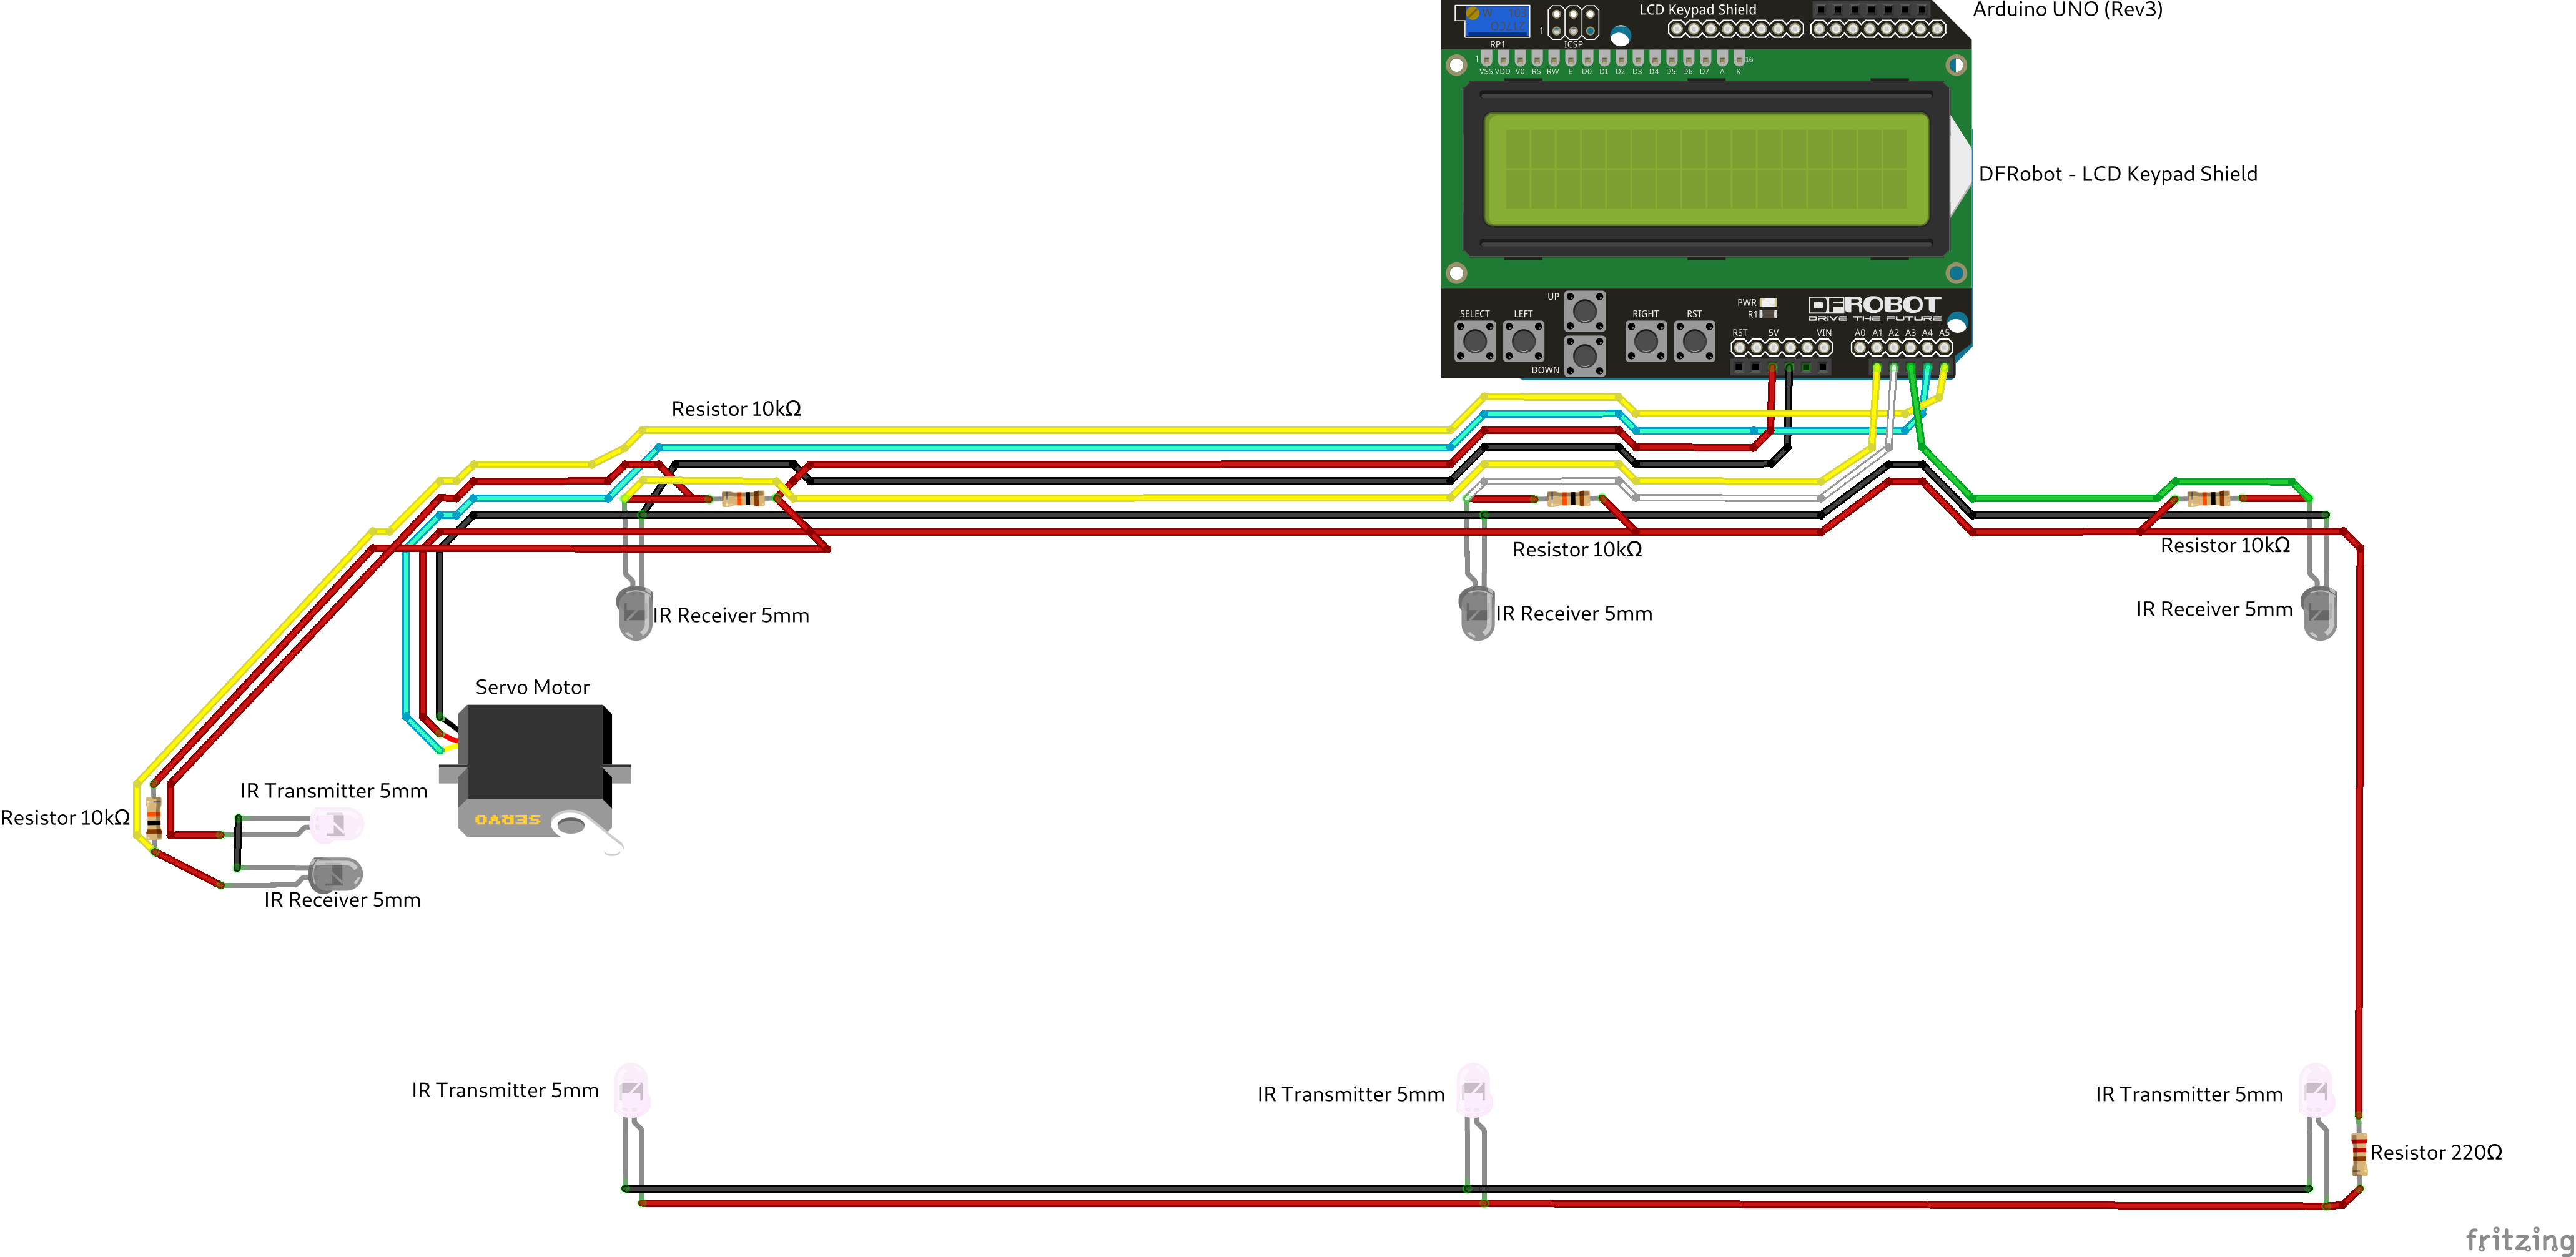 LCD Keypad Shield
Arduino UNO (Rev3)
1
RP1
ICSP
1
16
VSS VDD V0 RS RW E D0 D1 D2 D3 D4 D5 D6 D7 A K
DFRobot - LCD Keypad Shield
UP
PWR
DFROBOT
DRIVE THE FUTURE
SELECT LEFT RIGHT RST
R1
RST 5V VIN A0 A1 A2 A3 A4 A5
DOWN
Resistor 10kΩ
Resistor 10kΩ
Resistor 10kΩ
IR Receiver 5mm
IR Receiver 5mm
IR Receiver 5mm
Servo Motor
IR Transmitter 5mm
Resistor 10kΩ
SERVO
IR Receiver 5mm
IR Transmitter 5mm
IR Transmitter 5mm
IR Transmitter 5mm
Resistor 220Ω
fritzing